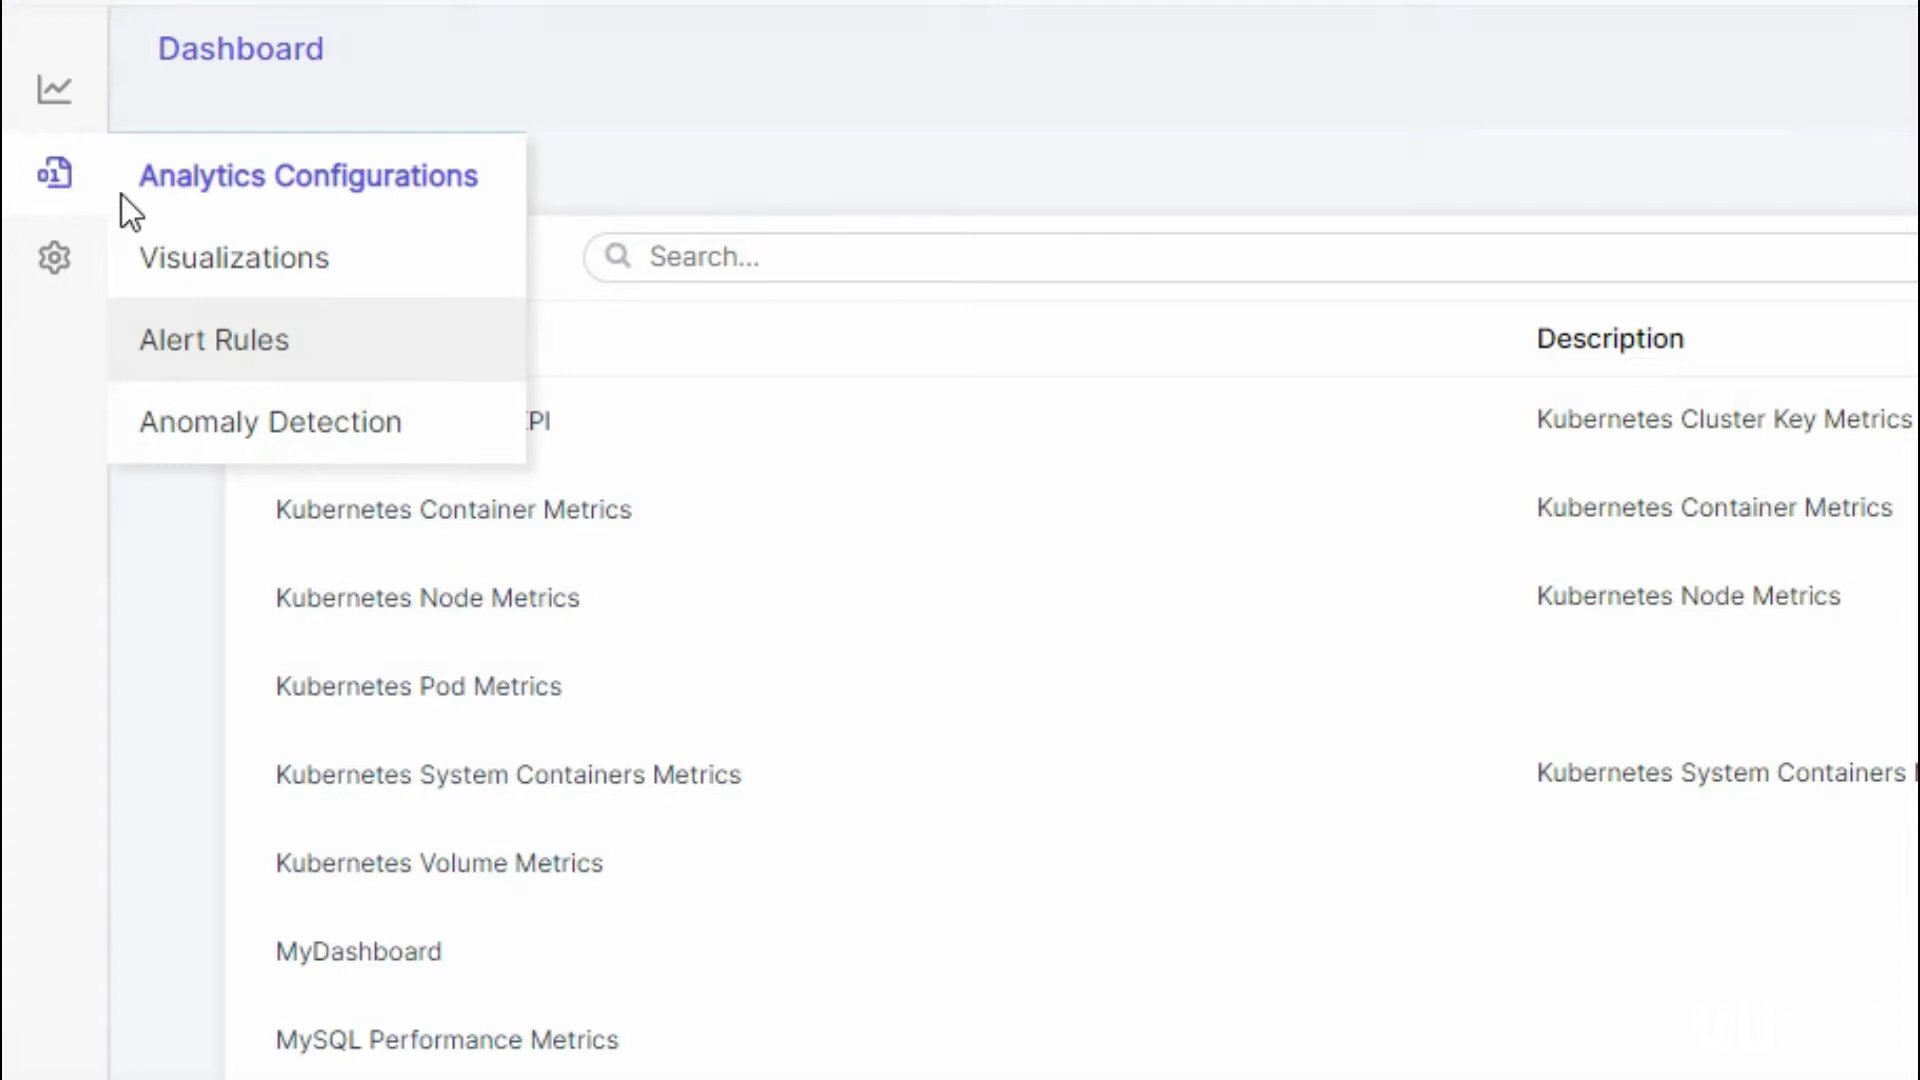 Dashboard
Analytics Configurations
Visualizations
Search...
Alert Rules
Description
Anomaly Detection
PI
Kubernetes Cluster Key Metrics
Kubernetes Container Metrics
Kubernetes Container Metrics
Kubernetes Node Metrics
Kubernetes Node Metrics
Kubernetes Pod Metrics
Kubernetes System Containers Metrics
Kubernetes System Containers
Kubernetes Volume Metrics
MyDashboard
MySQL Performance Metrics